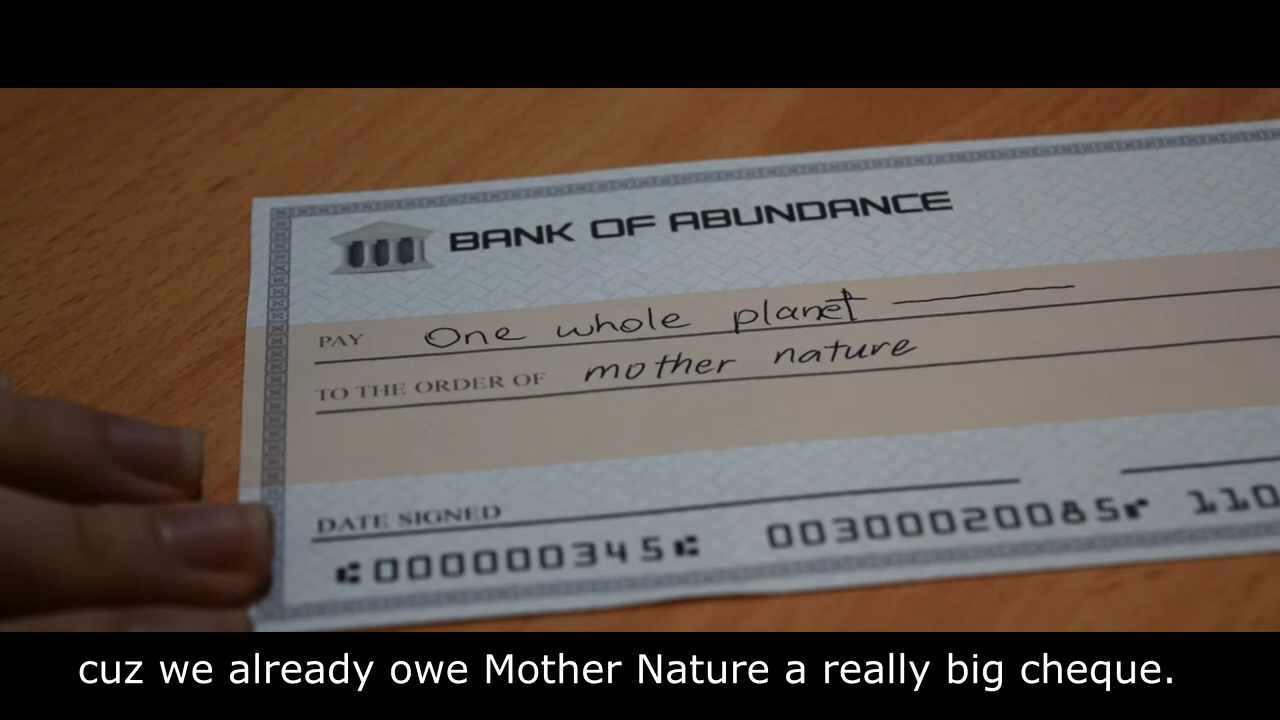 BANK OF ABUNDANCE
PAY One whole planet
TO THE ORDER OF mother nature
DATE SIGNED
000000345 00300020085 110
cuz we already owe Mother Nature a really big cheque.